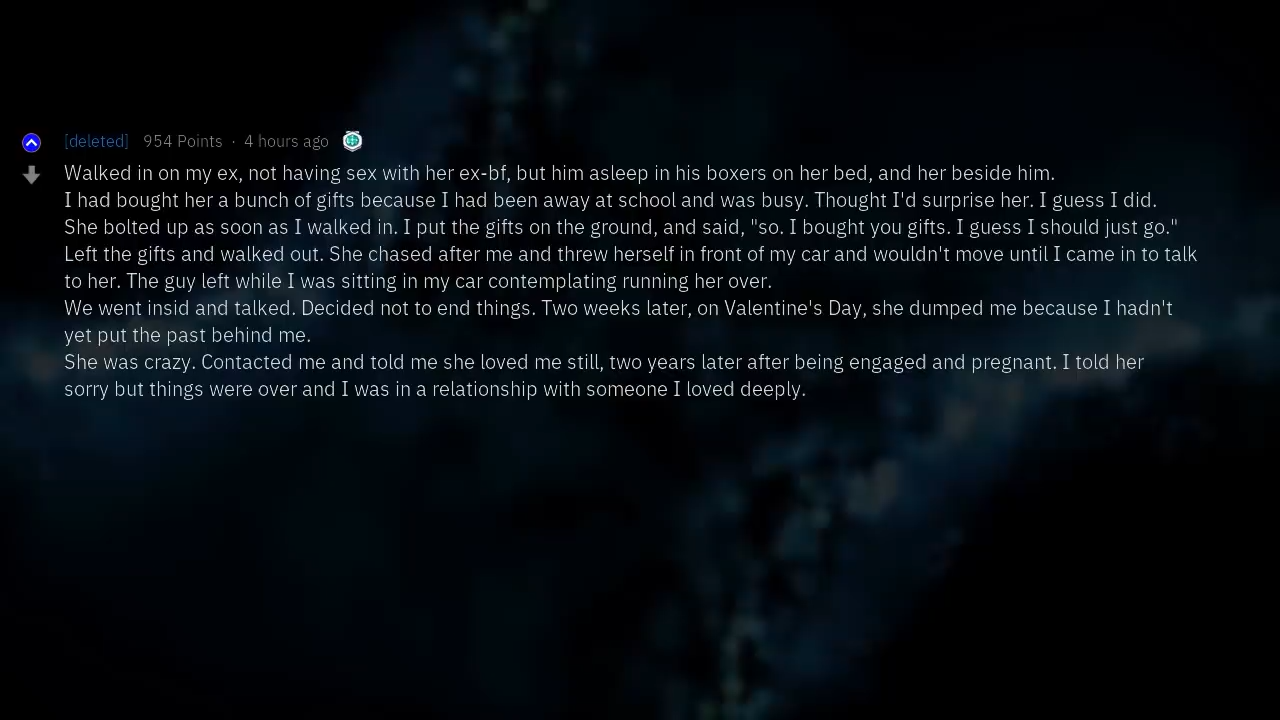 [deleted] 954 Points · 4 hours ago
Walked in on my ex, not having sex with her ex-bf, but him asleep in his boxers on her bed, and her beside him.
I had bought her a bunch of gifts because I had been away at school and was busy. Thought I'd surprise her. I guess I did.
She bolted up as soon as I walked in. I put the gifts on the ground, and said, "so. I bought you gifts. I guess I should just go."
Left the gifts and walked out. She chased after me and threw herself in front of my car and wouldn't move until I came in to talk
to her. The guy left while I was sitting in my car contemplating running her over.
We went insid and talked. Decided not to end things. Two weeks later, on Valentine's Day, she dumped me because I hadn't
yet put the past behind me.
She was crazy. Contacted me and told me she loved me still, two years later after being engaged and pregnant. I told her
sorry but things were over and I was in a relationship with someone I loved deeply.